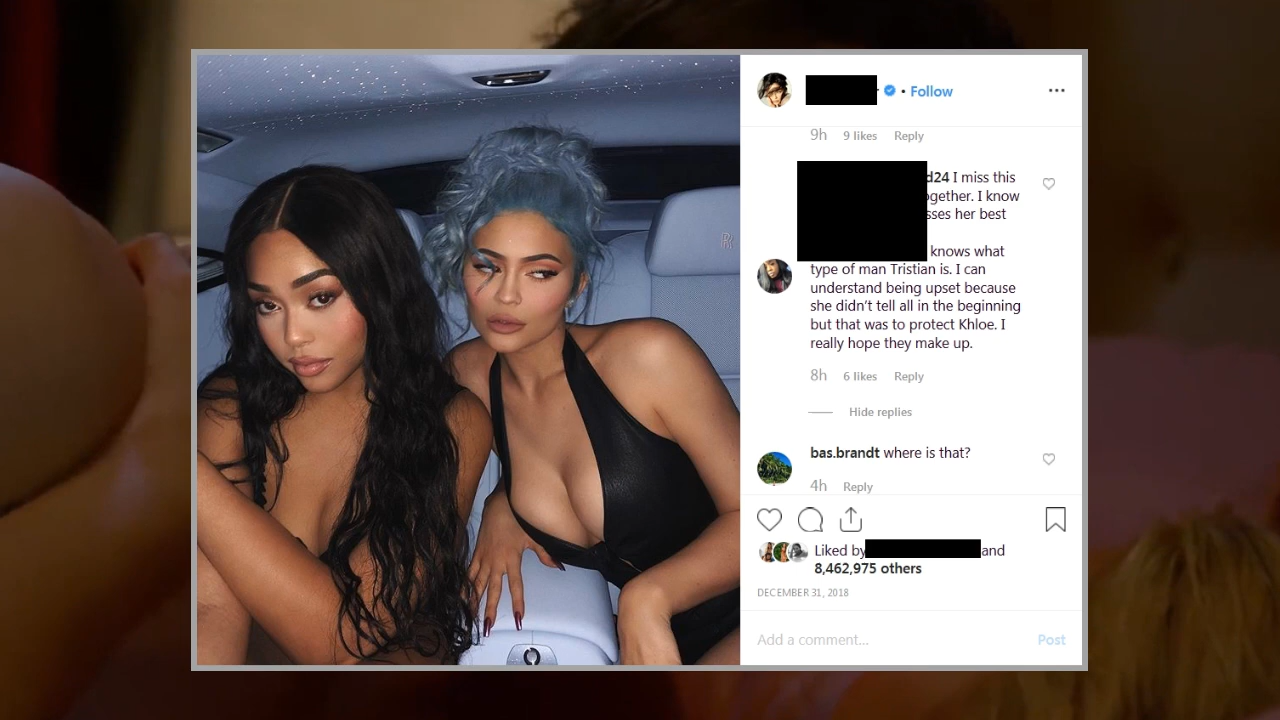 • Follow
9h 9 likes Reply
d24 I miss this
ogether. I know
sses her best
knows what
type of man Tristian is. I can
understand being upset because
she didn't tell all in the beginning
but that was to protect Khloe. I
really hope they make up.
8h 6 likes Reply
Hide replies
bas.brandt where is that?
4h Reply
Liked by and
8,462,975 others
DECEMBER 31, 2018
Add a comment... Post